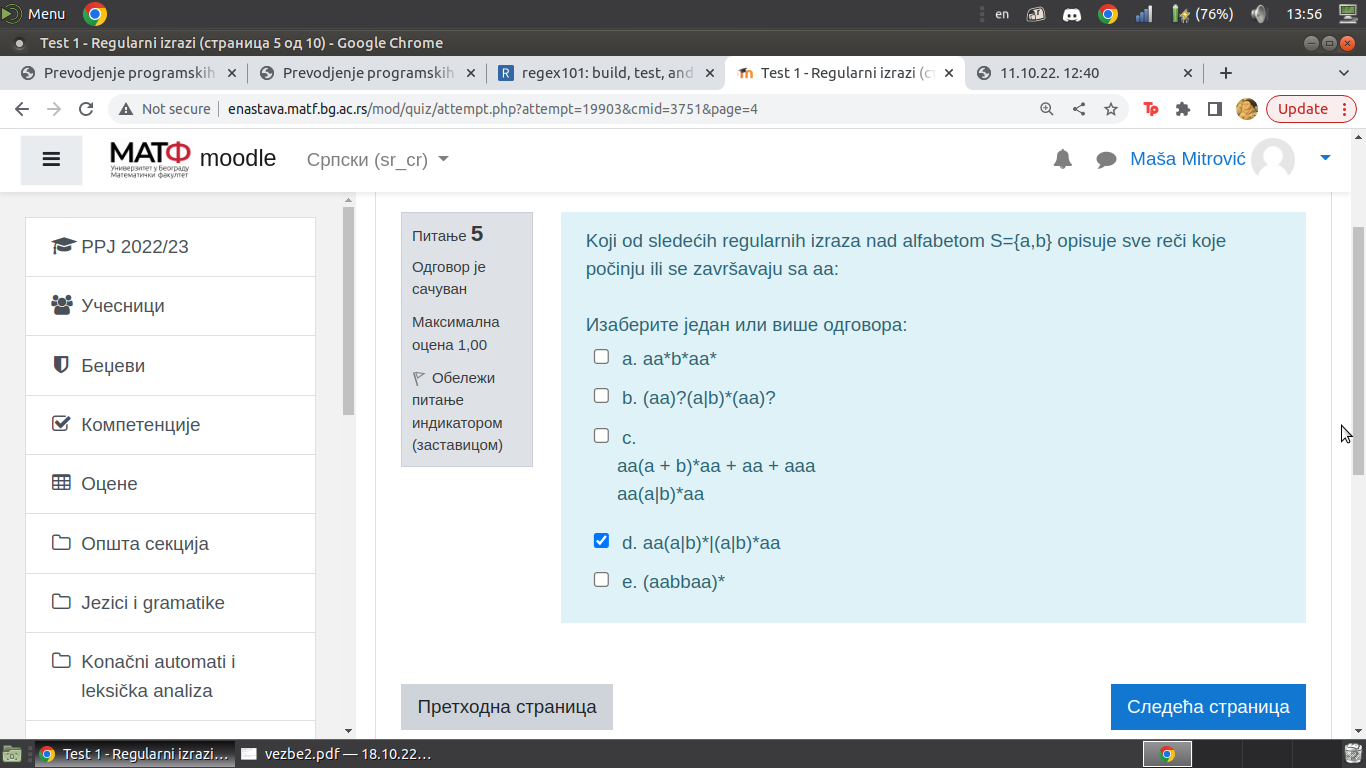 Menu
en
(76%)
13:56
Test 1 - Regularni izrazi (страница 5 од 10) - Google Chrome
Prevodjenje programskih
Prevodjenje programskih
regex101: build, test, and
Test 1 - Regularni izrazi (ст
11.10.22. 12:40
Not secure
enastava.matf.bg.ac.rs/mod/quiz/attempt.php?attempt=19903&cmid=3751&page=4
Update
МАТФ
Универзитет у Београду
Математички факултет
moodle
Српски (sr_cr)
Maša Mitrović
PPJ 2022/23
Учесници
Беџеви
Компетенције
Оцене
Општа секција
Jezici i gramatike
Konačni automati i
leksička analiza
Питање 5
Одговор је
сачуван
Максимална
оцена 1,00
Обележи
питање
индикатором
(заставицом)
Koji od sledećih regularnih izraza nad alfabetom S={a,b} opisuje sve reči koje
počinju ili se završavaju sa aa:
Изаберите један или више одговора:
a. aa*b*aa*
b. (aa)?(a|b)*(aa)?
c.
aa(a + b)*aa + aa + aaa
aa(a|b)*aa
d. aa(a|b)*|(a|b)*aa
e. (aabbaa)*
Претходна страница
Следећа страница
Test 1 - Regularni izrazi...
vezbe2.pdf — 18.10.22...